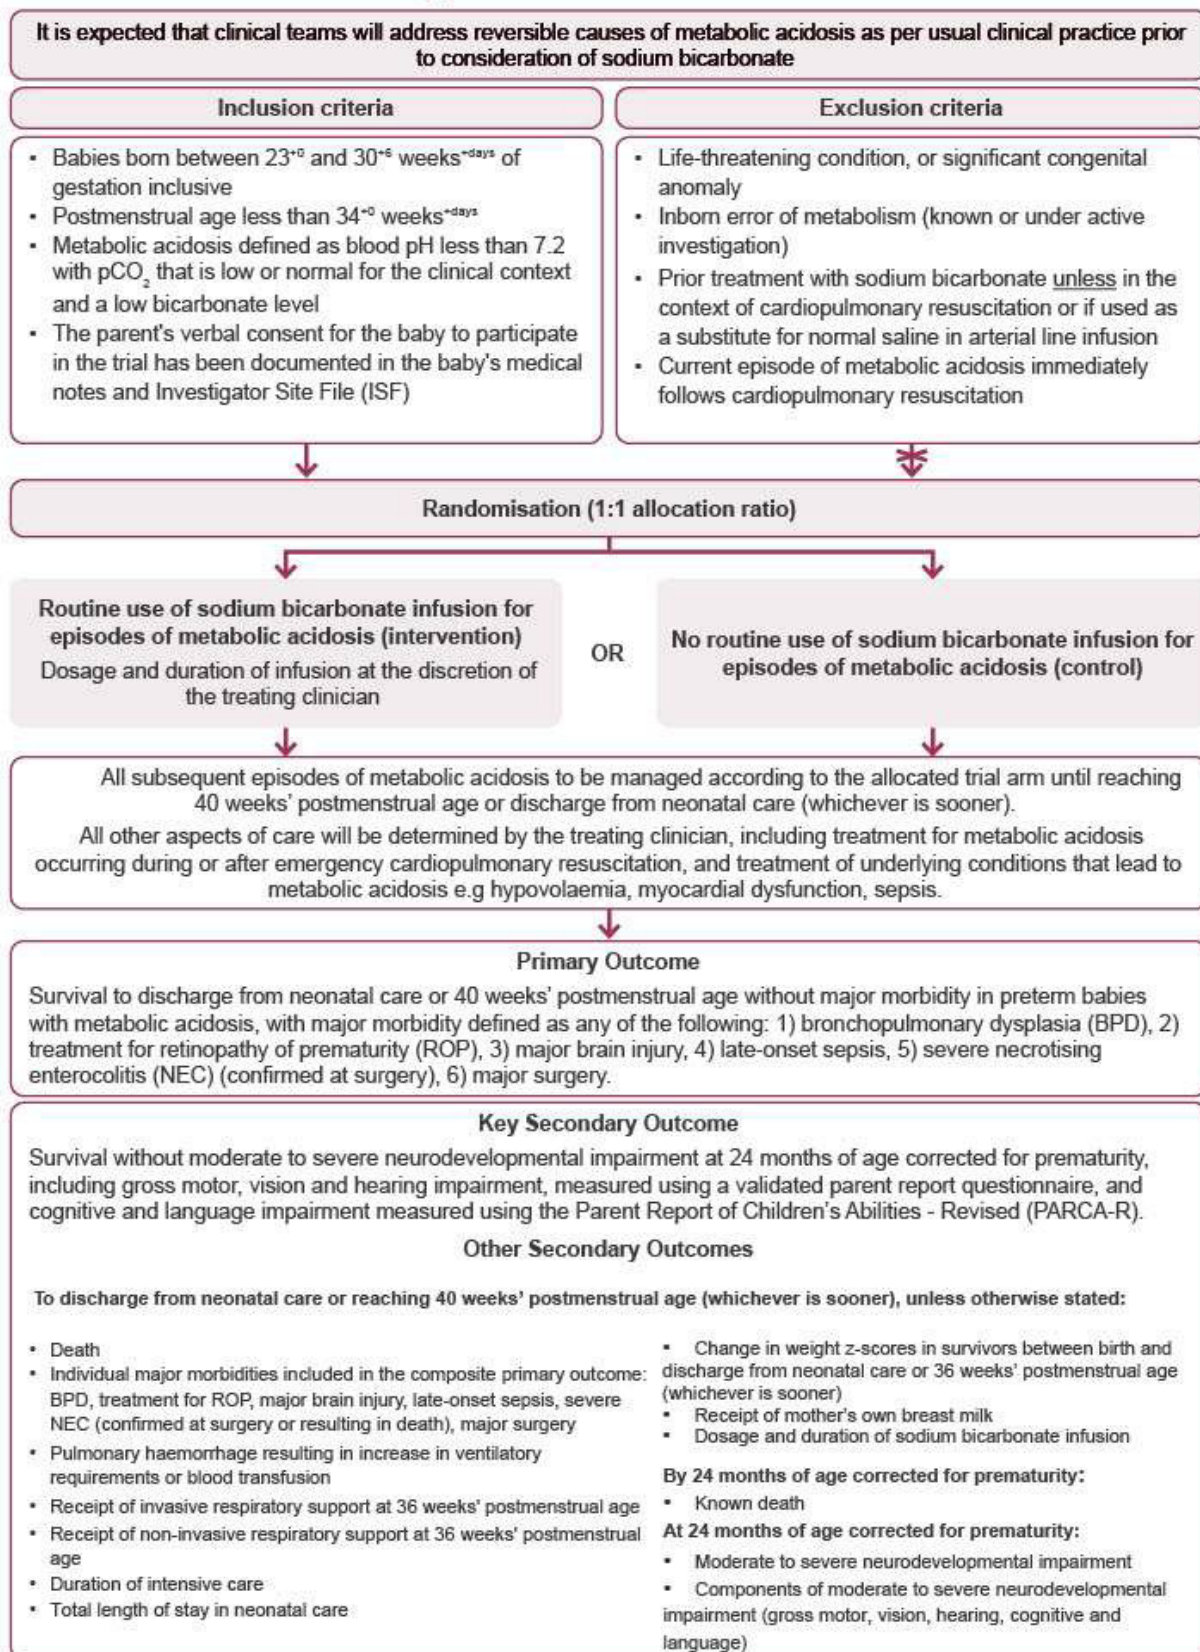 It is expected that clinical teams will address reversible causes of metabolic acidosis as per usual clinical practice prior
to consideration of sodium bicarbonate
Inclusion criteria
▪ Babies born between 23⁺⁰ and 30⁺⁶ weeks⁺ᵈᵃʸˢ of
gestation inclusive
▪ Postmenstrual age less than 34⁺⁰ weeks⁺ᵈᵃʸˢ
▪ Metabolic acidosis defined as blood pH less than 7.2
with pCO₂ that is low or normal for the clinical context
and a low bicarbonate level
▪ The parent's verbal consent for the baby to participate
in the trial has been documented in the baby's medical
notes and Investigator Site File (ISF)
Exclusion criteria
▪ Life-threatening condition, or significant congenital
anomaly
▪ Inborn error of metabolism (known or under active
investigation)
▪ Prior treatment with sodium bicarbonate unless in the
context of cardiopulmonary resuscitation or if used as
a substitute for normal saline in arterial line infusion
▪ Current episode of metabolic acidosis immediately
follows cardiopulmonary resuscitation
Randomisation (1:1 allocation ratio)
Routine use of sodium bicarbonate infusion for
episodes of metabolic acidosis (intervention)
Dosage and duration of infusion at the discretion of
the treating clinician
OR
No routine use of sodium bicarbonate infusion for
episodes of metabolic acidosis (control)
All subsequent episodes of metabolic acidosis to be managed according to the allocated trial arm until reaching
40 weeks' postmenstrual age or discharge from neonatal care (whichever is sooner).
All other aspects of care will be determined by the treating clinician, including treatment for metabolic acidosis
occurring during or after emergency cardiopulmonary resuscitation, and treatment of underlying conditions that lead to
metabolic acidosis e.g hypovolaemia, myocardial dysfunction, sepsis.
Primary Outcome
Survival to discharge from neonatal care or 40 weeks' postmenstrual age without major morbidity in preterm babies
with metabolic acidosis, with major morbidity defined as any of the following: 1) bronchopulmonary dysplasia (BPD), 2)
treatment for retinopathy of prematurity (ROP), 3) major brain injury, 4) late-onset sepsis, 5) severe necrotising
enterocolitis (NEC) (confirmed at surgery), 6) major surgery.
Key Secondary Outcome
Survival without moderate to severe neurodevelopmental impairment at 24 months of age corrected for prematurity,
including gross motor, vision and hearing impairment, measured using a validated parent report questionnaire, and
cognitive and language impairment measured using the Parent Report of Children's Abilities - Revised (PARCA-R).
Other Secondary Outcomes
To discharge from neonatal care or reaching 40 weeks' postmenstrual age (whichever is sooner), unless otherwise stated:
▪ Death
▪ Individual major morbidities included in the composite primary outcome:
BPD, treatment for ROP, major brain injury, late-onset sepsis, severe
NEC (confirmed at surgery or resulting in death), major surgery
▪ Pulmonary haemorrhage resulting in increase in ventilatory
requirements or blood transfusion
▪ Receipt of invasive respiratory support at 36 weeks' postmenstrual age
▪ Receipt of non-invasive respiratory support at 36 weeks' postmenstrual
age
▪ Duration of intensive care
▪ Total length of stay in neonatal care
▪ Change in weight z-scores in survivors between birth and
discharge from neonatal care or 36 weeks' postmenstrual age
(whichever is sooner)
▪ Receipt of mother's own breast milk
▪ Dosage and duration of sodium bicarbonate infusion
By 24 months of age corrected for prematurity:
▪ Known death
At 24 months of age corrected for prematurity:
▪ Moderate to severe neurodevelopmental impairment
▪ Components of moderate to severe neurodevelopmental
impairment (gross motor, vision, hearing, cognitive and
language)